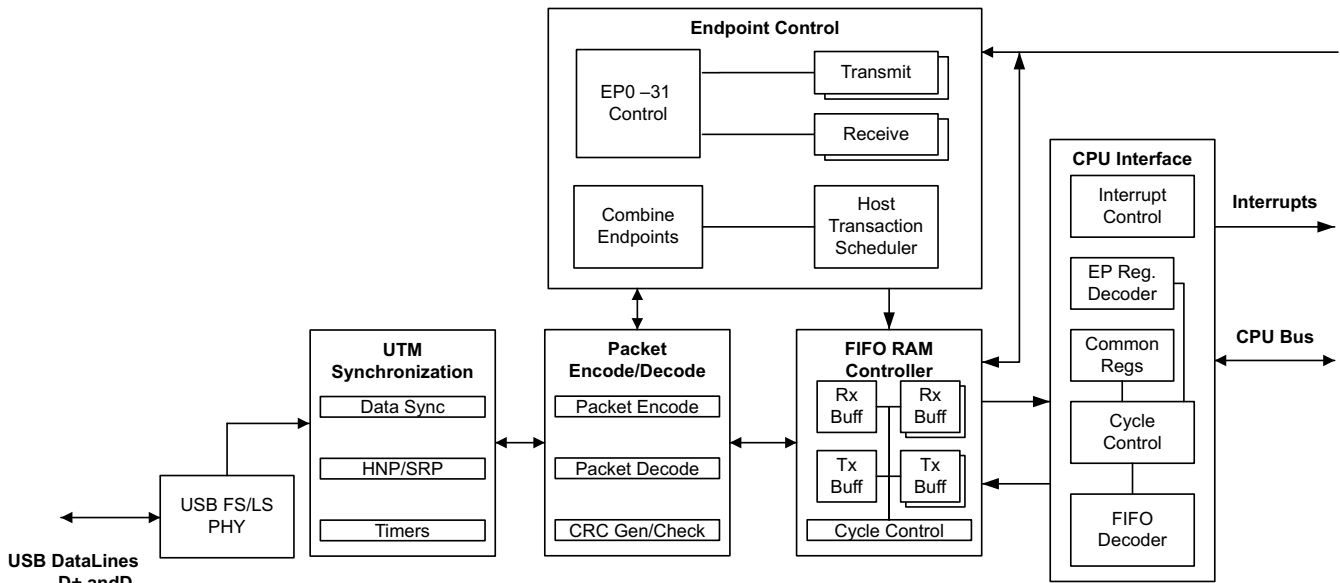 Endpoint Control
EP0 –31
Control
Transmit
Receive
Combine
Endpoints
Host
Transaction
Scheduler
CPU Interface
Interrupt
Control
Interrupts
EP Reg.
Decoder
Common
Regs
CPU Bus
Cycle
Control
FIFO
Decoder
UTM
Synchronization
Data Sync
HNP/SRP
Timers
Packet
Encode/Decode
Packet Encode
Packet Decode
CRC Gen/Check
FIFO RAM
Controller
Rx
Buff
Rx
Buff
Tx
Buff
Tx
Buff
Cycle Control
USB FS/LS
PHY
USB DataLines
D+ andD